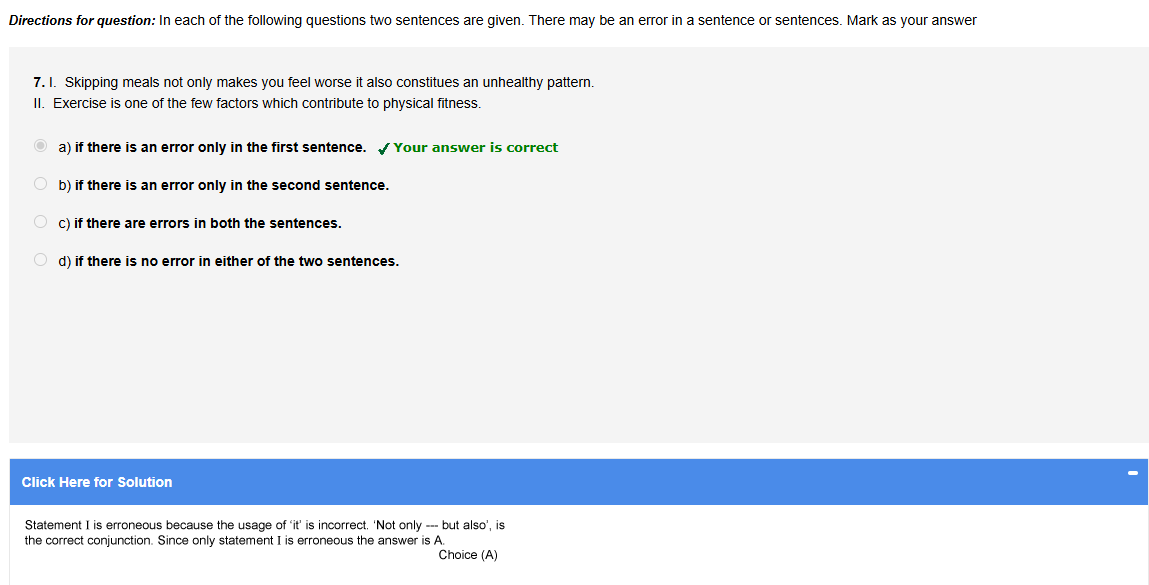 Directions for question: In each of the following questions two sentences are given. There may be an error in a sentence or sentences. Mark as your answer
7. I. Skipping meals not only makes you feel worse it also constitues an unhealthy pattern.
II. Exercise is one of the few factors which contribute to physical fitness.
a) if there is an error only in the first sentence. ✓ Your answer is correct
b) if there is an error only in the second sentence.
c) if there are errors in both the sentences.
d) if there is no error in either of the two sentences.
Click Here for Solution
Statement I is erroneous because the usage of ‘it’ is incorrect. ‘Not only --- but also’, is
the correct conjunction. Since only statement I is erroneous the answer is A.
Choice (A)